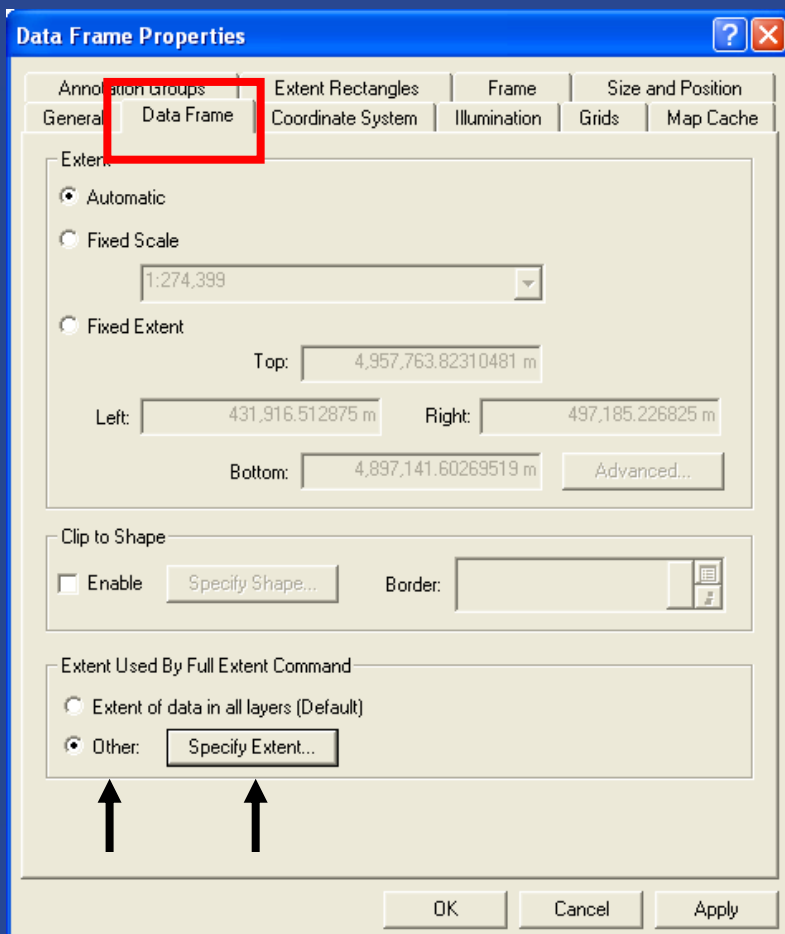 Data Frame Properties
Annotation Groups Extent Rectangles Frame Size and Position
General Data Frame Coordinate System Illumination Grids Map Cache
Extent
Automatic
Fixed Scale
1:274,399
Fixed Extent
Top: 4,957,763.82310481 m
Left: 431,916.512875 m Right: 497,185.226825 m
Bottom: 4,897,141.60269519 m Advanced...
Clip to Shape
Enable Specify Shape... Border:
Extent Used By Full Extent Command
Extent of data in all layers (Default)
Other: Specify Extent...
OK Cancel Apply